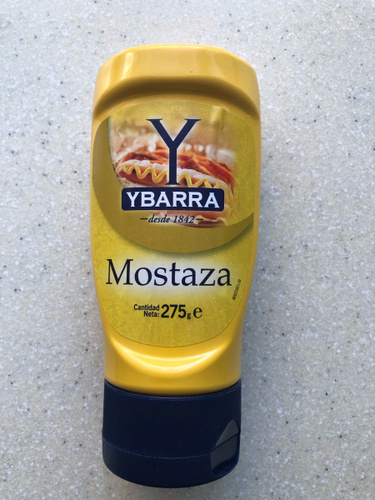 Y
YBARRA
desde 1842
Mostaza
Cantidad
Neta: 275g e